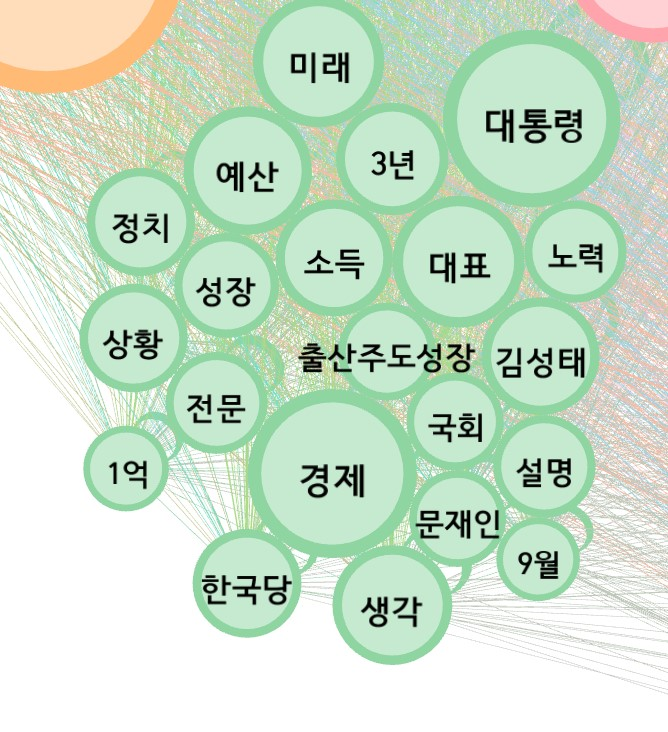 미래
대통령
예산
3년
정치
소득
대표
노력
성장
상황
출산주도성장
김성태
전문
국회
1억
경제
설명
문재인
9월
한국당
생각